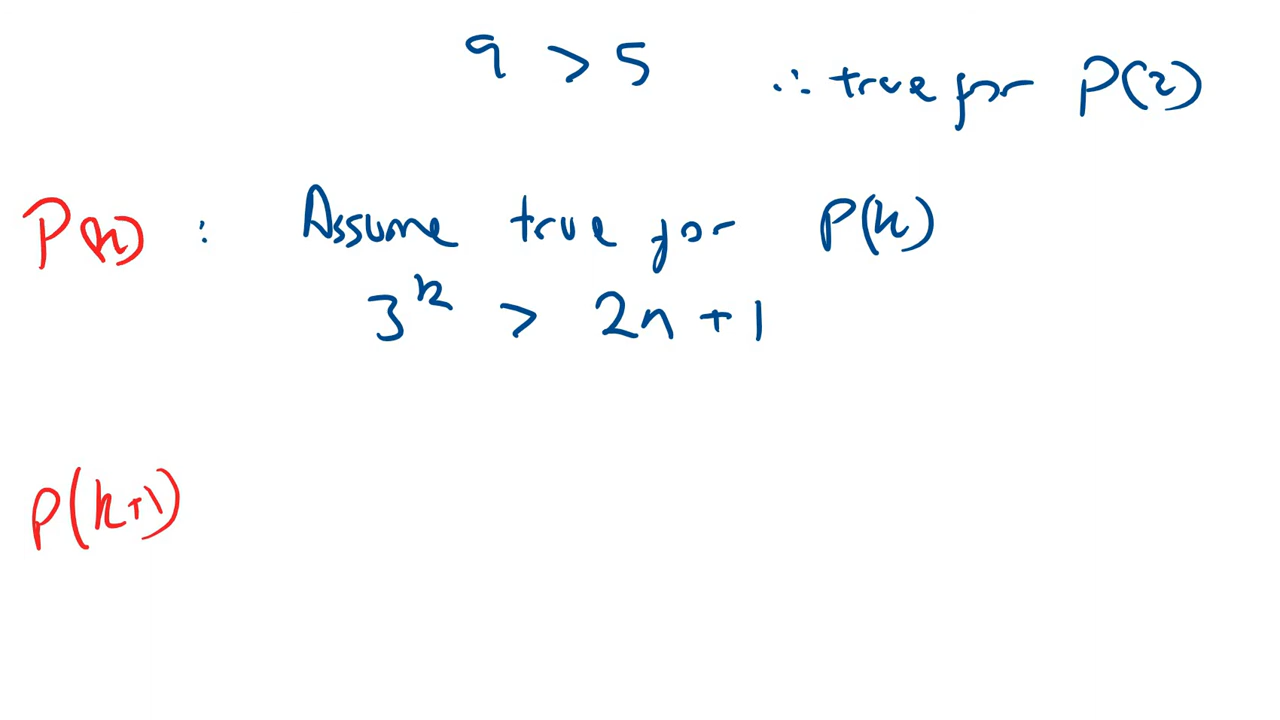 9 > 5 ∴ true for P(2)
P(k) : Assume true for P(k)
3^k > 2n + 1
P(k+1)